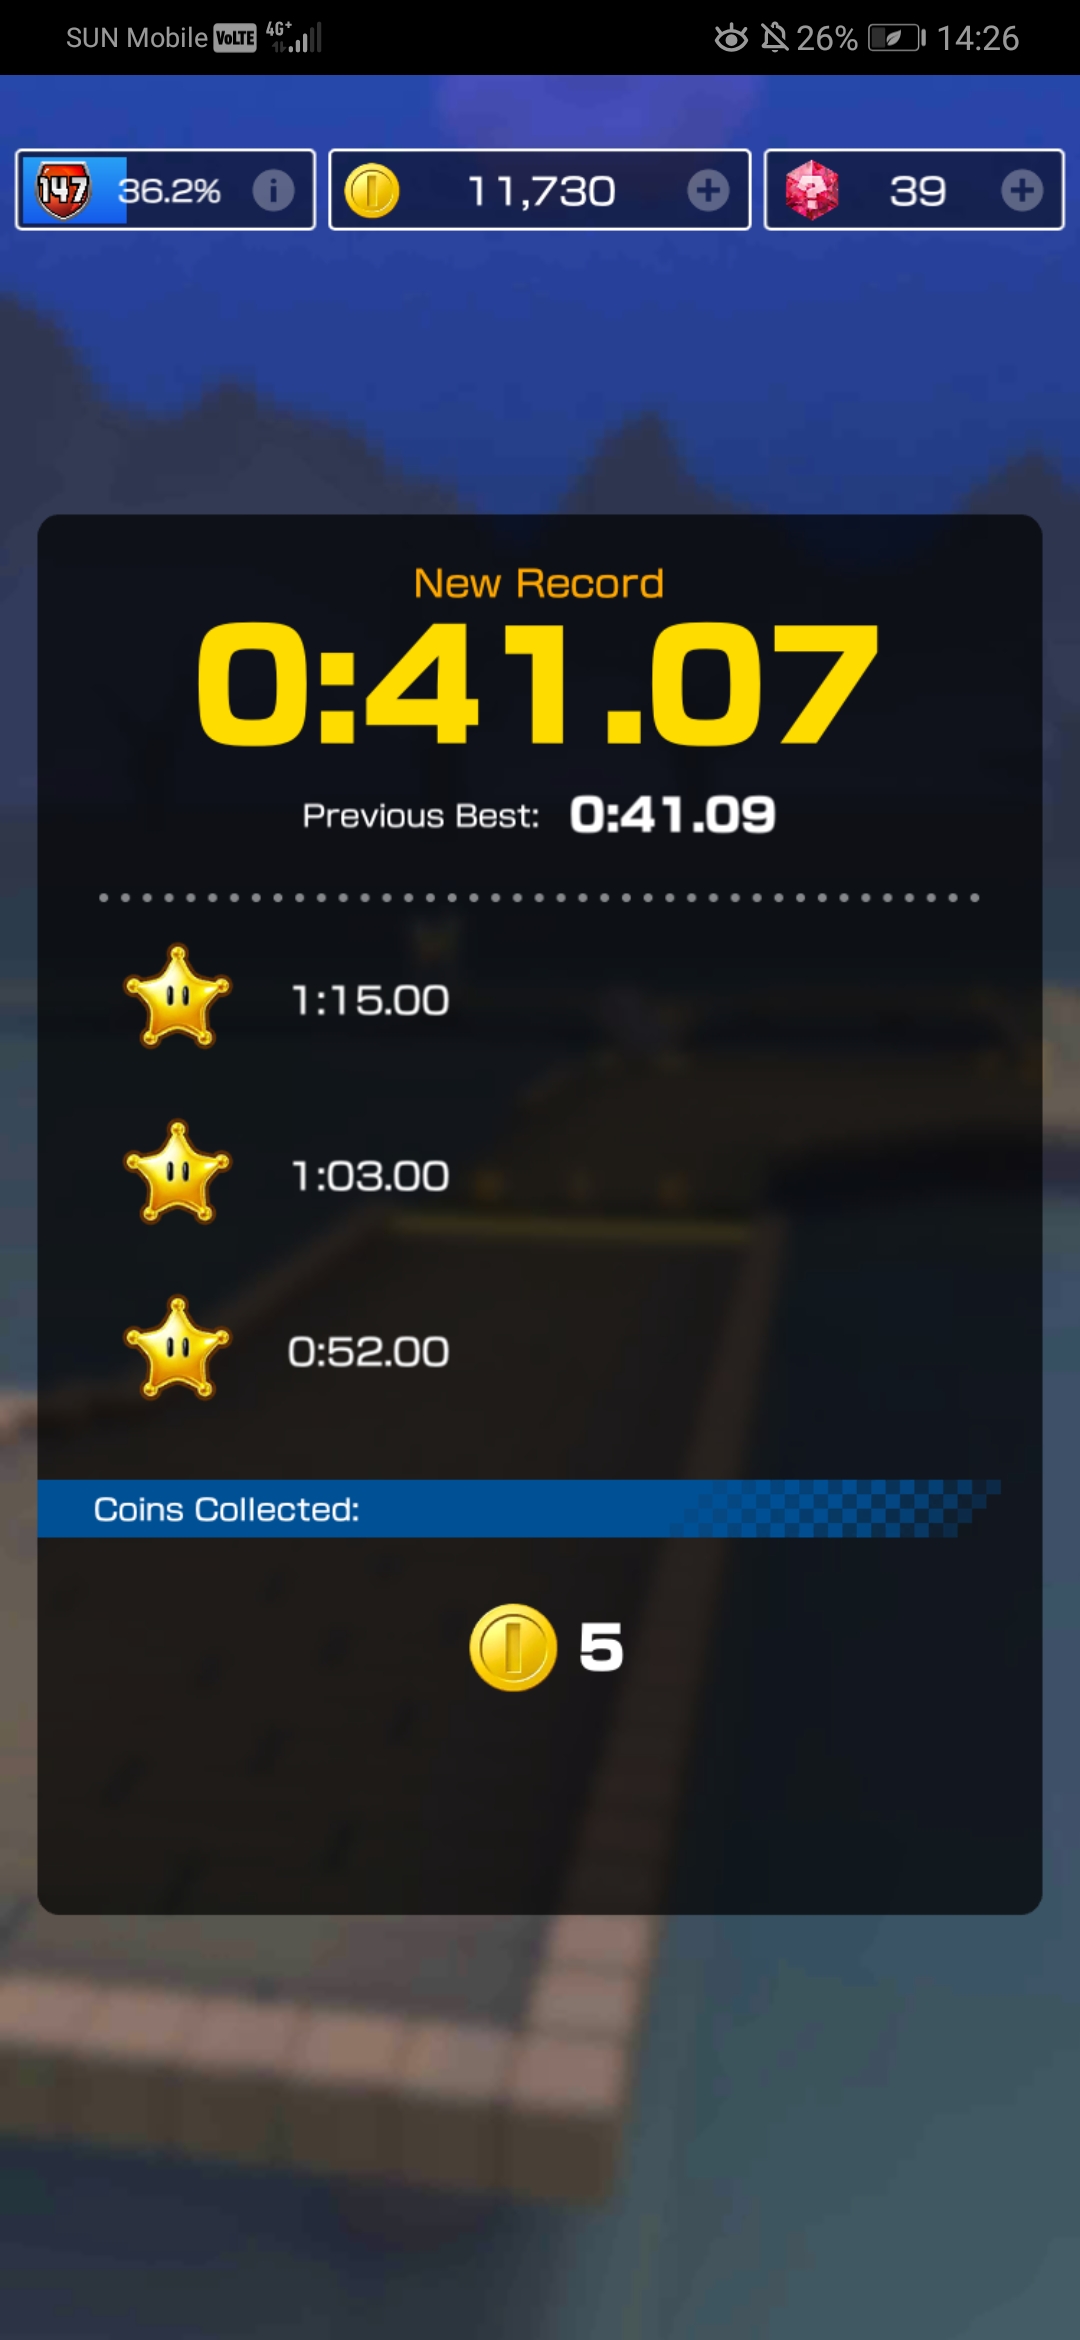 SUN Mobile VoLTE 4G+ 26% 14:26
147 36.2% i 11,730 + 39 +
New Record
0:41.07
Previous Best: 0:41.09
1:15.00
1:03.00
0:52.00
Coins Collected:
5